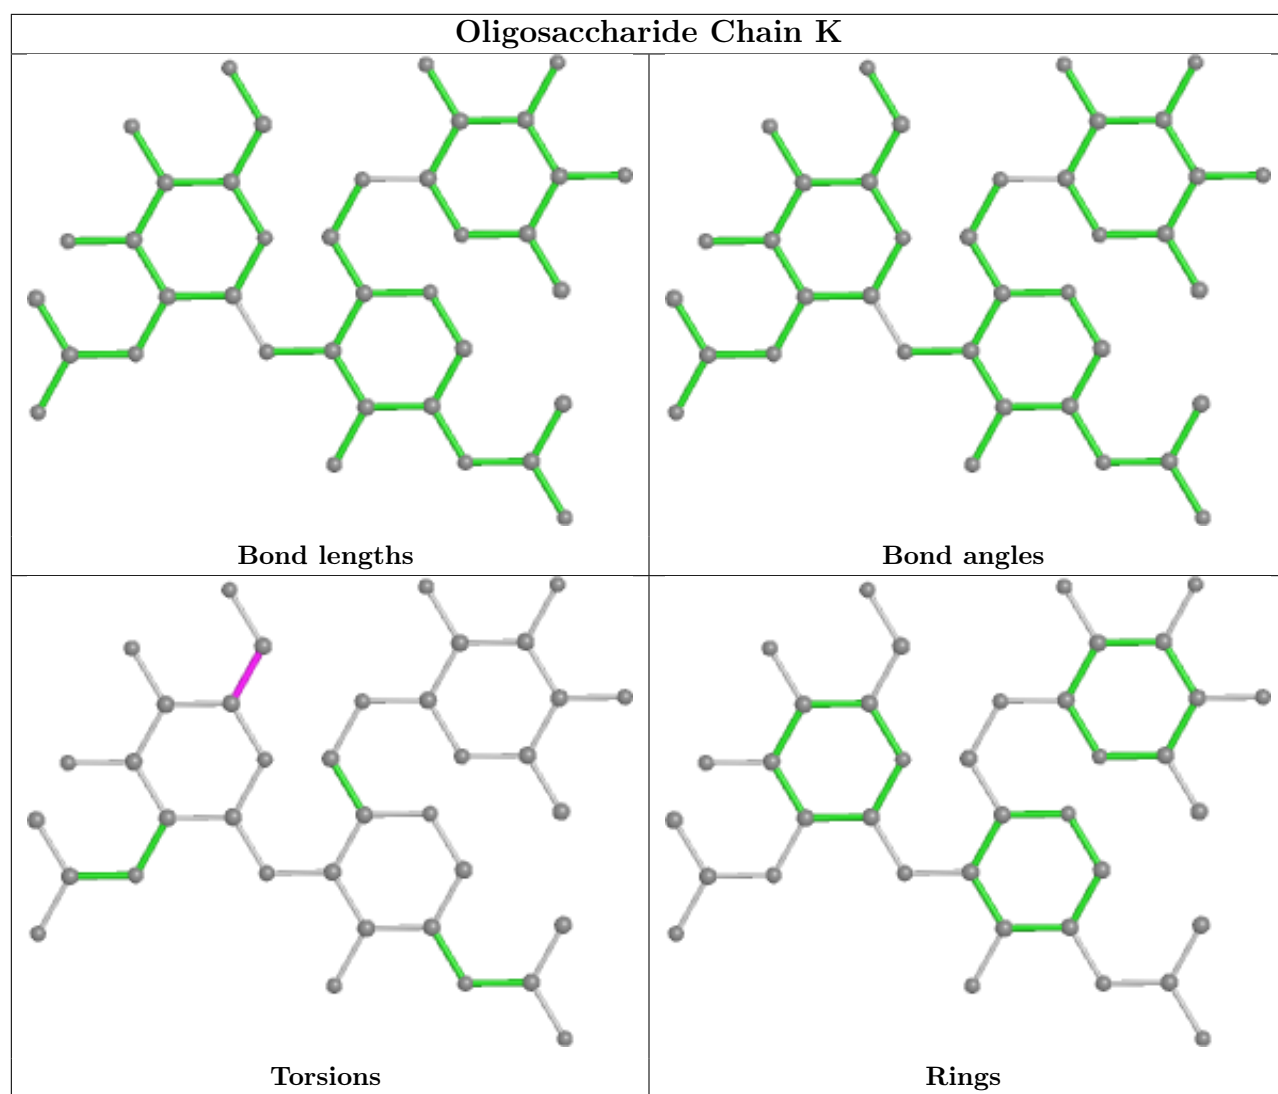 Oligosaccharide Chain K
Bond lengths
Bond angles
Torsions
Rings